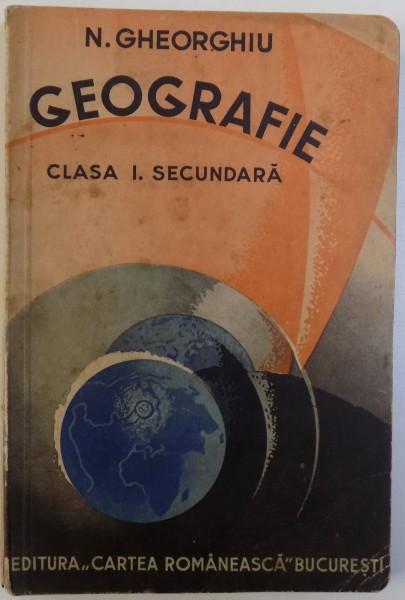 N. GHEORGHIU
GEOGRAFIE
CLASA I. SECUNDARĂ
EDITURA „CARTEA ROMÂNEASCĂ” BUCUREȘTI